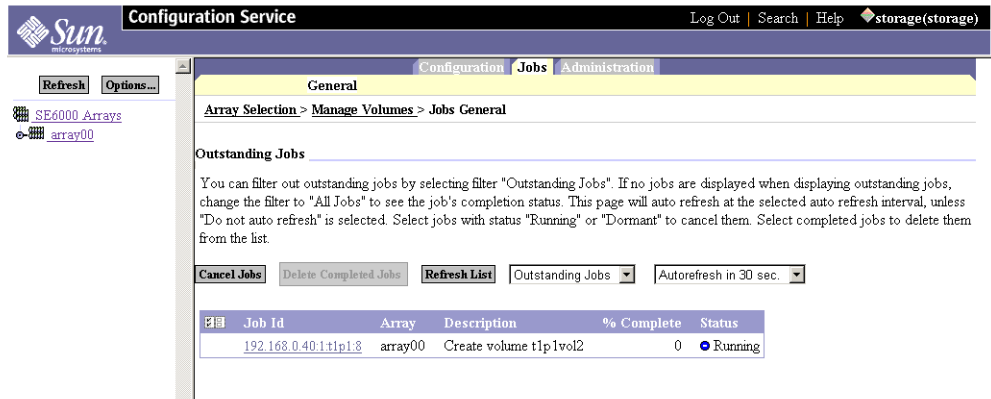 Sun
microsystems
Configuration Service
Log Out | Search | Help storage(storage)
Refresh Options...
SE6000 Arrays
array00
Configuration Jobs Administration
General
Array Selection > Manage Volumes > Jobs General
Outstanding Jobs
You can filter out outstanding jobs by selecting filter "Outstanding Jobs". If no jobs are displayed when displaying outstanding jobs,
change the filter to "All Jobs" to see the job's completion status. This page will auto refresh at the selected auto refresh interval, unless
"Do not auto refresh" is selected. Select jobs with status "Running" or "Dormant" to cancel them. Select completed jobs to delete them
from the list.
Cancel Jobs Delete Completed Jobs Refresh List Outstanding Jobs Autorefresh in 30 sec.
Job Id Array Description % Complete Status
192.168.0.40:1:t1p1:8 array00 Create volume t1p1vol2 0 Running